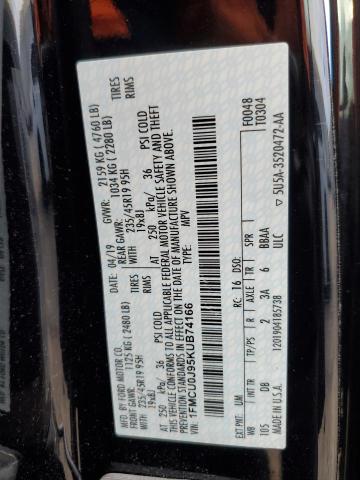 MFD. BY FORD MOTOR CO.
04/19
GVWR: 2159 KG ( 4760 LB)
FRONT GAWR: 1125 KG ( 2480 LB)
REAR GAWR: 1034 KG ( 2280 LB)
WITH 235/45R19 95H TIRES
WITH 235/45R19 95H TIRES
19x8J RIMS
19x8J RIMS
AT 250 kPa/ 36 PSI COLD
AT 250 kPa/ 36 PSI COLD
THIS VEHICLE CONFORMS TO ALL APPLICABLE FEDERAL MOTOR VEHICLE SAFETY AND THEFT
PREVENTION STANDARDS IN EFFECT ON THE DATE OF MANUFACTURE SHOWN ABOVE.
VIN: 1FMCU0J95KUB74166
TYPE: MPV
F0048
T0304
EXT PNT: UM RC: 16 DSO:
WB INT TR TP/PS R AXLE TR SPR
105 DB 2 3A 6 BBAA
MADE IN U.S.A. ULC
1201904185738
▽ 5U5A-3520472-AA